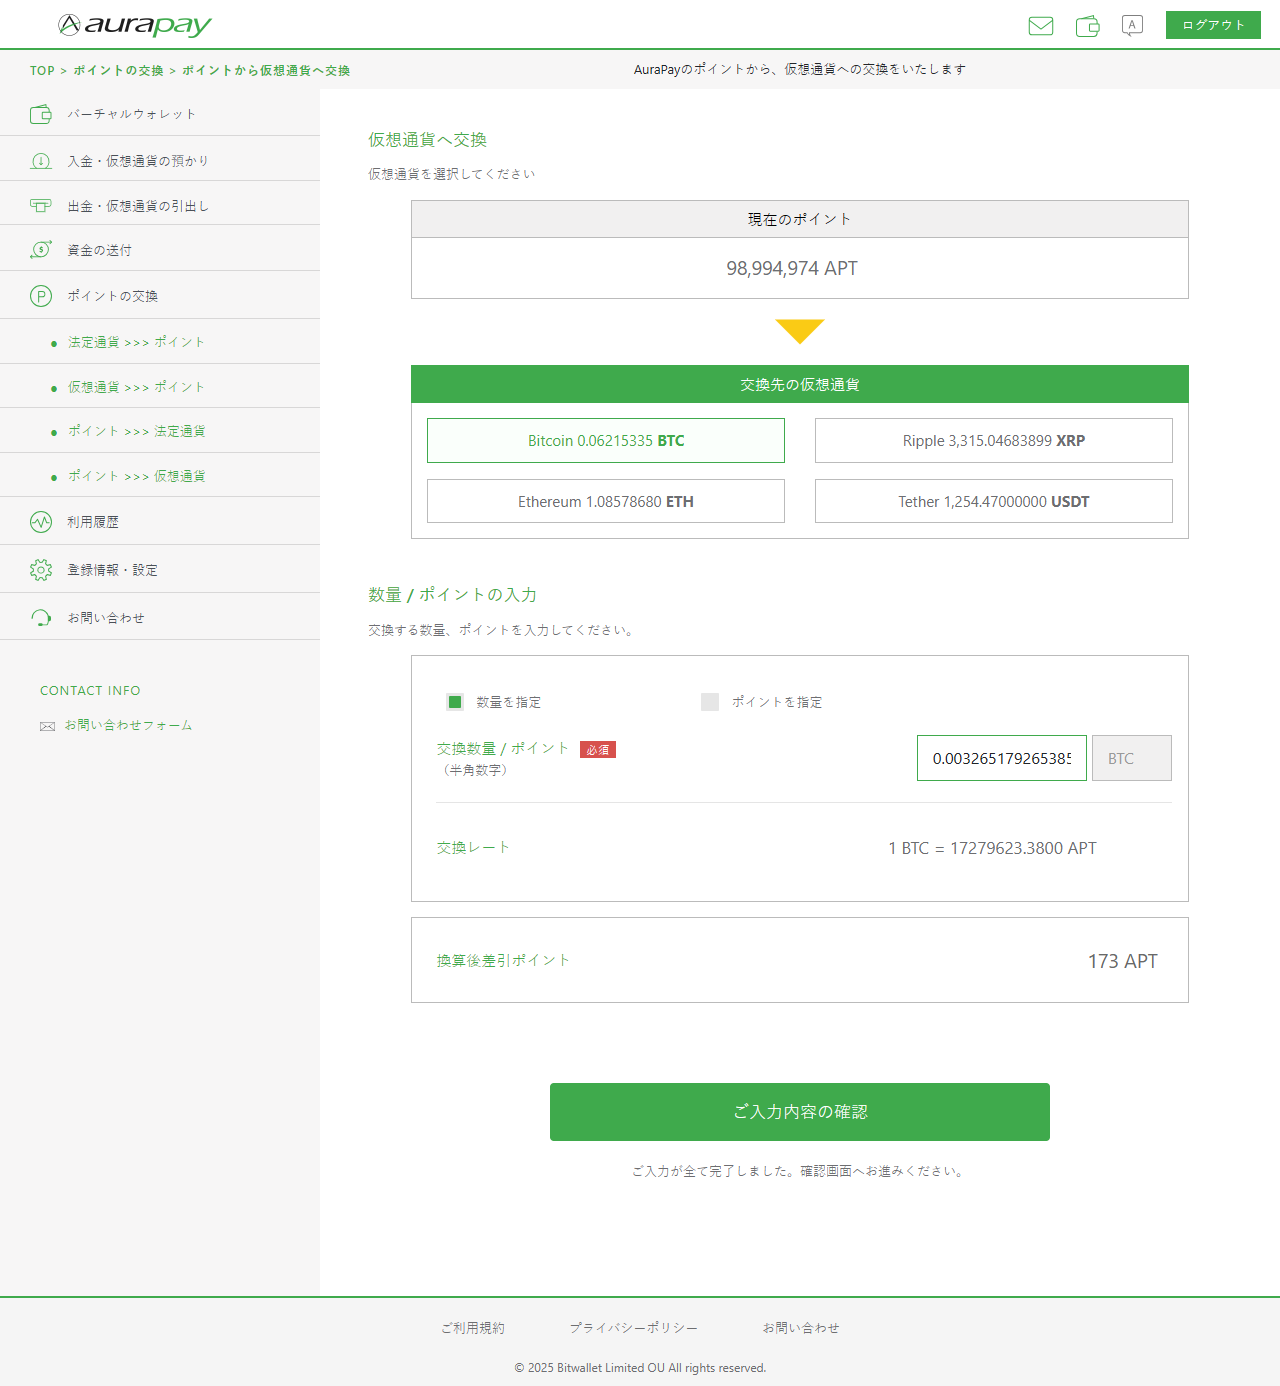 aurapay
A
ログアウト
TOP > ポイントの交換 > ポイントから仮想通貨へ交換
AuraPayのポイントから、仮想通貨への交換をいたします
バーチャルウォレット
入金・仮想通貨の預かり
出金・仮想通貨の引出し
$ 資金の送付
P ポイントの交換
法定通貨 >>> ポイント
仮想通貨 >>> ポイント
ポイント >>> 法定通貨
ポイント >>> 仮想通貨
利用履歴
登録情報・設定
お問い合わせ
CONTACT INFO
お問い合わせフォーム
仮想通貨へ交換
仮想通貨を選択してください
現在のポイント
98,994,974 APT
交換先の仮想通貨
Bitcoin 0.06215335 BTC
Ripple 3,315.04683899 XRP
Ethereum 1.08578680 ETH
Tether 1,254.47000000 USDT
数量 / ポイントの入力
交換する数量、ポイントを入力してください。
数量を指定
ポイントを指定
交換数量 / ポイント 必須
（半角数字）
0.003265179265385
BTC
交換レート
1 BTC = 17279623.3800 APT
換算後差引ポイント
173 APT
ご入力内容の確認
ご入力が全て完了しました。確認画面へお進みください。
ご利用規約
プライバシーポリシー
お問い合わせ
© 2025 Bitwallet Limited OU All rights reserved.